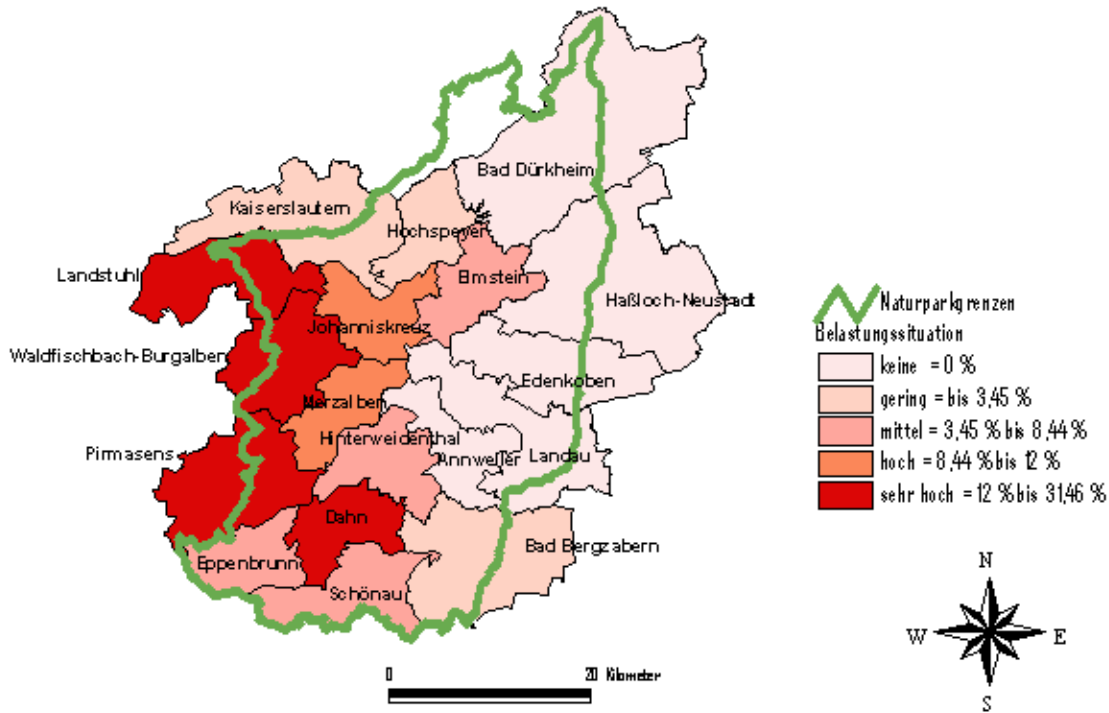 Bad Dürkheim
Kaiserslautern
Hochspeyer
Landstuhl
Elmstein
Haßloch-Neustadt
Johanniskreuz
Waldfischbach-Burgalben
Edenkoben
Merzalben
Hinterweidenthal
Pirmasens
Annweiler
Landau
Dahn
Bad Bergzabern
Eppenbrunn
Schönau
Naturparkgrenzen
Belastungssituation
keine = 0 %
gering = bis 3,45 %
mittel = 3,45 % bis 8,44 %
hoch = 8,44 % bis 12 %
sehr hoch = 12 % bis 31,46 %
N
W
E
S
0
20 Kilometer